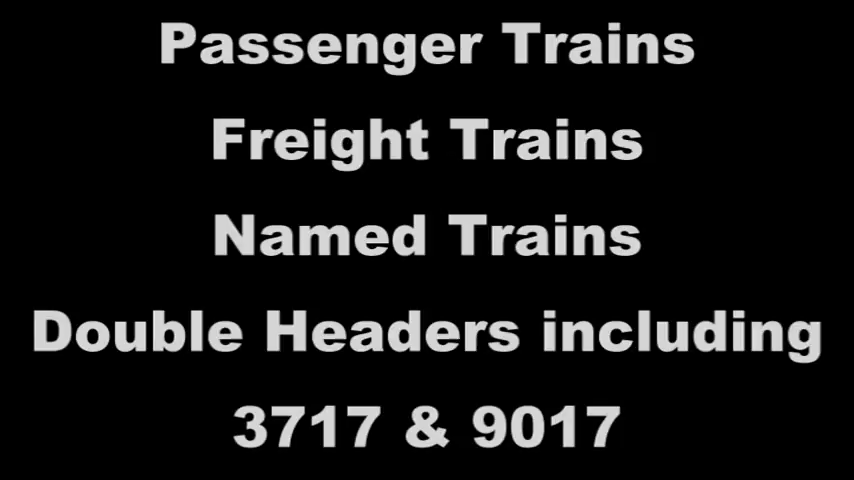 Passenger Trains
Freight Trains
Named Trains
Double Headers including
3717 & 9017